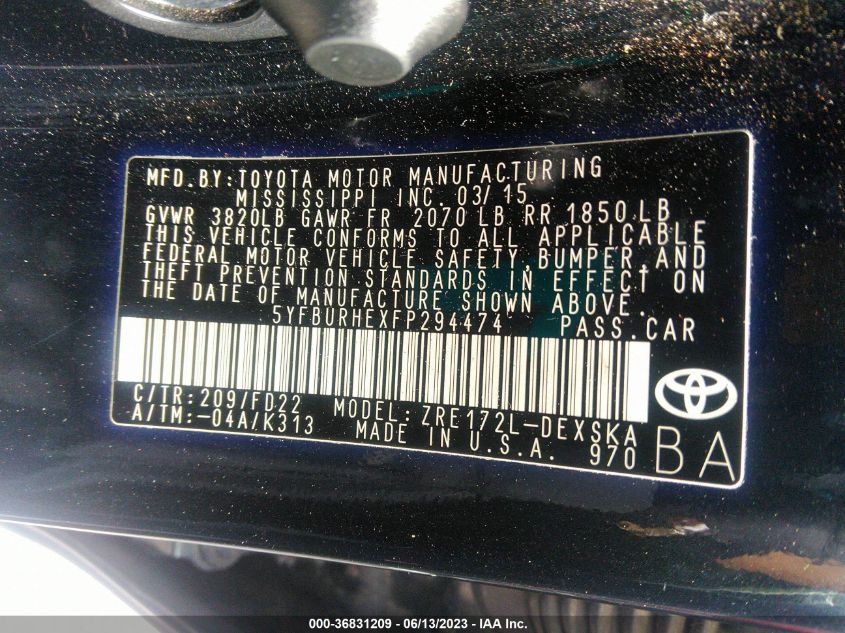 MFD.BY:TOYOTA MOTOR MANUFACTURING
MISSISSIPPI INC. 03/15
GVWR 3820LB GAWR FR 2070 LB RR 1850 LB
THIS VEHICLE CONFORMS TO ALL APPLICABLE
FEDERAL MOTOR VEHICLE SAFETY,BUMPER,AND
THEFT PREVENTION STANDARDS IN EFFECT ON
THE DATE OF MANUFACTURE SHOWN ABOVE.
5YFBURHEXFP294474 PASS.CAR
C/TR:209/FD22 MODEL:ZRE172L-DEXSKA
A/TM:-04A/K313 MADE IN U.S.A. 970
BA
000-36831209 - 06/13/2023 - IAA Inc.